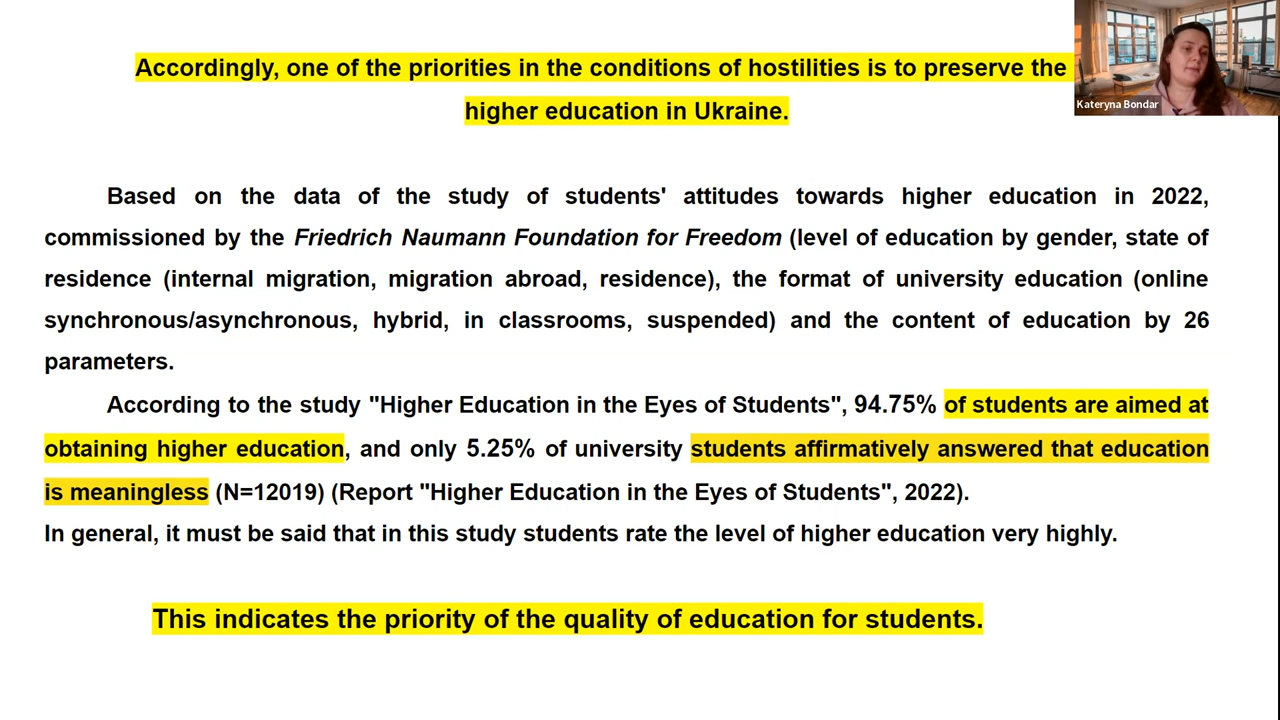 Accordingly, one of the priorities in the conditions of hostilities is to preserve the
higher education in Ukraine.
Kateryna Bondar
Based on the data of the study of students' attitudes towards higher education in 2022,
commissioned by the Friedrich Naumann Foundation for Freedom (level of education by gender, state of
residence (internal migration, migration abroad, residence), the format of university education (online
synchronous/asynchronous, hybrid, in classrooms, suspended) and the content of education by 26
parameters.
According to the study "Higher Education in the Eyes of Students", 94.75% of students are aimed at
obtaining higher education, and only 5.25% of university students affirmatively answered that education
is meaningless (N=12019) (Report "Higher Education in the Eyes of Students", 2022).
In general, it must be said that in this study students rate the level of higher education very highly.
This indicates the priority of the quality of education for students.